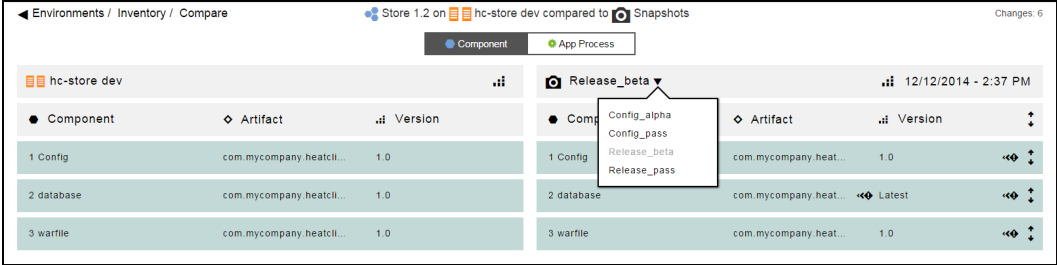 Environments / Inventory / Compare
Store 1.2 on hc-store dev compared to Snapshots
Changes: 6
Component
App Process
hc-store dev
Release_beta
12/12/2014 - 2:37 PM
Component Artifact Version
Comp Artifact Version
Config_alpha
Config_pass
Release_beta
Release_pass
1 Config com.mycompany.heatcli... 1.0
1 Config com.mycompany.heat... 1.0
2 database com.mycompany.heatcli... 1.0
2 database com.mycompany.heat... Latest
3 warfile com.mycompany.heatcli... 1.0
3 warfile com.mycompany.heat... 1.0